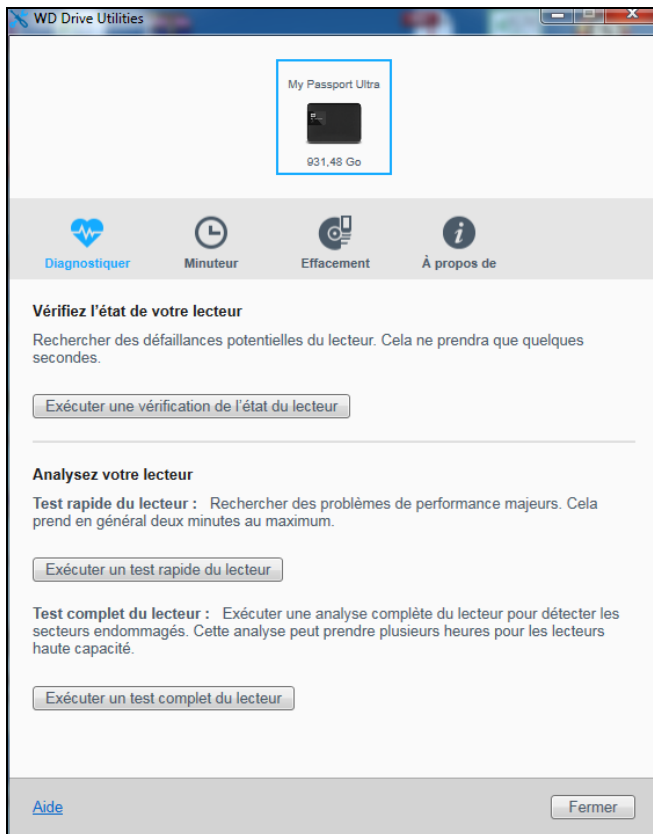 WD Drive Utilities
My Passport Ultra
931,48 Go
Diagnostiquer
Minuteur
Effacement
À propos de
Vérifiez l'état de votre lecteur
Rechercher des défaillances potentielles du lecteur. Cela ne prendra que quelques
secondes.
Exécuter une vérification de l'état du lecteur
Analysez votre lecteur
Test rapide du lecteur : Rechercher des problèmes de performance majeurs. Cela
prend en général deux minutes au maximum.
Exécuter un test rapide du lecteur
Test complet du lecteur : Exécuter une analyse complète du lecteur pour détecter les
secteurs endommagés. Cette analyse peut prendre plusieurs heures pour les lecteurs
haute capacité.
Exécuter un test complet du lecteur
Aide
Fermer